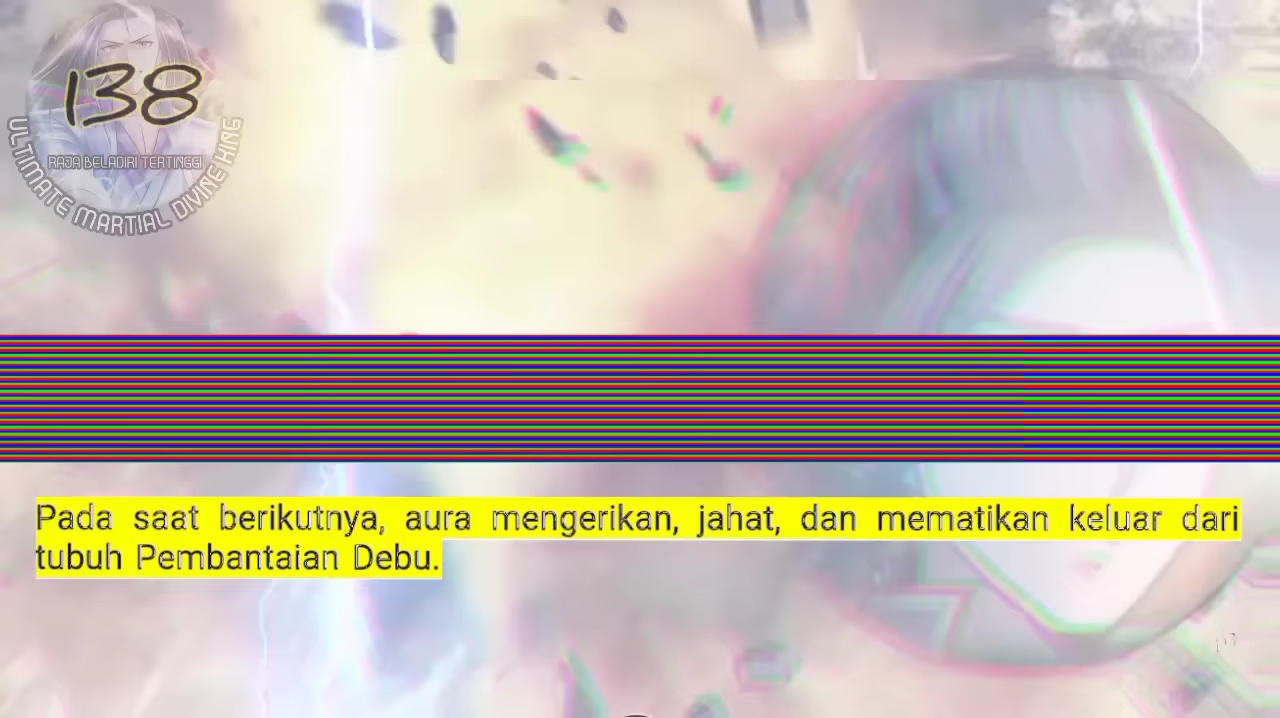 138
RAJA BELADIRI TERTINGGI
ULTIMATE MARTIAL DIVINE KING
Pada saat berikutnya, aura mengerikan, jahat, dan mematikan keluar dari
tubuh Pembantaian Debu.